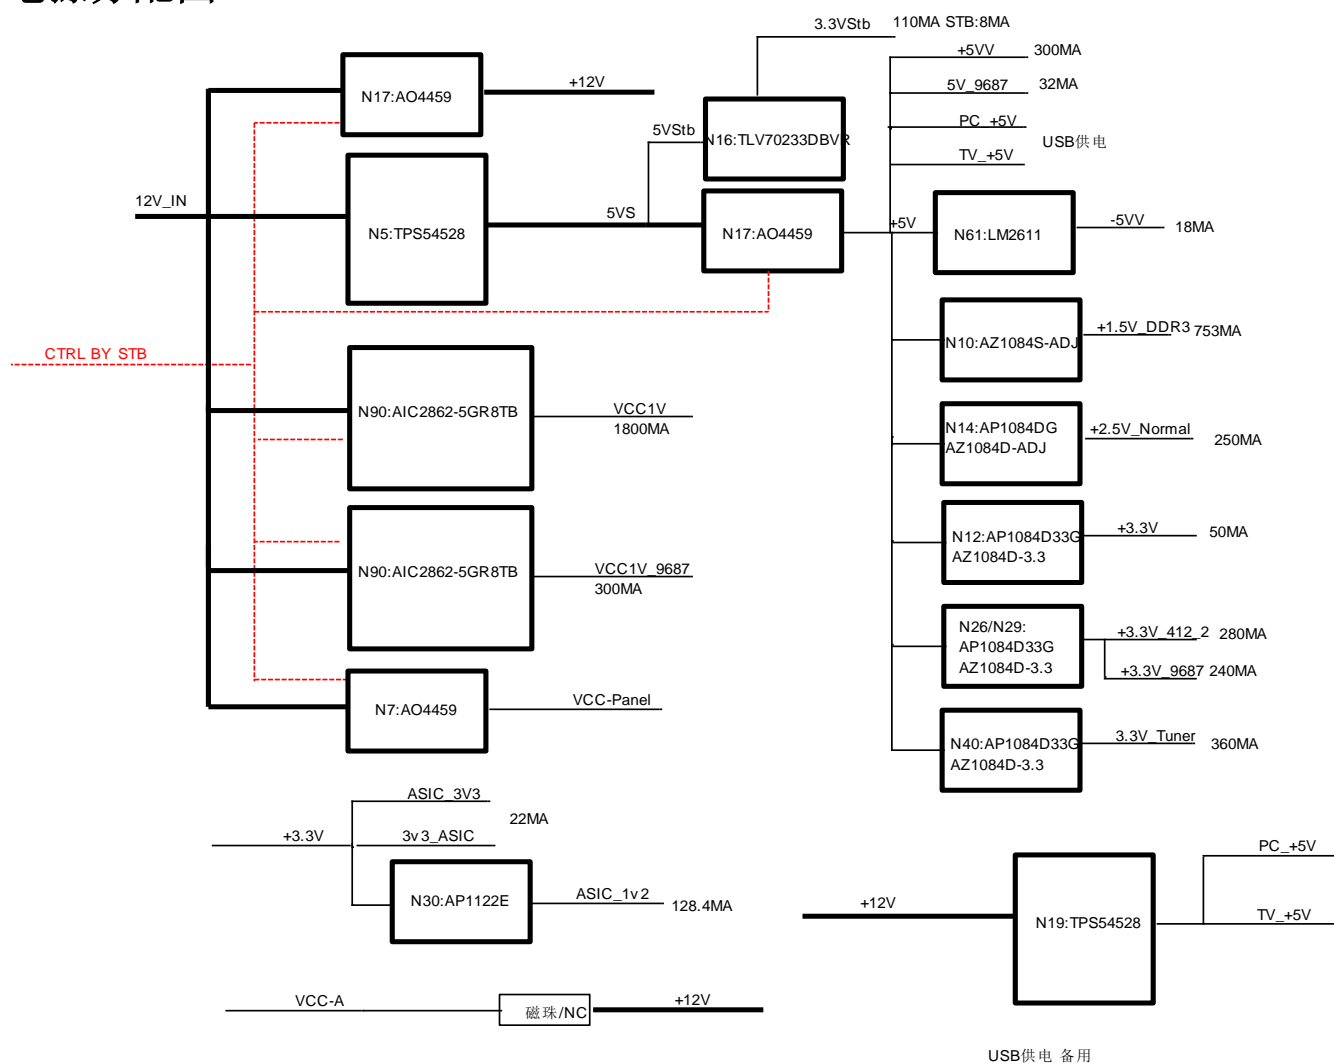 3.3VStb
110MA STB:8MA
+5VV
300MA
N17:AO4459
+12V
5V_9687
32MA
5VStb
N16:TLV70233DBVR
PC_+5V
USB供电
TV_+5V
12V_IN
N5:TPS54528
5VS
N17:AO4459
+5V
N61:LM2611
-5VV
18MA
CTRL BY STB
N10:AZ1084S-ADJ
+1.5V_DDR3
753MA
N90:AIC2862-5GR8TB
VCC1V
1800MA
N14:AP1084DG
AZ1084D-ADJ
+2.5V_Normal
250MA
N12:AP1084D33G
AZ1084D-3.3
+3.3V
50MA
N90:AIC2862-5GR8TB
VCC1V_9687
300MA
N26/N29:
AP1084D33G
AZ1084D-3.3
+3.3V_412_2
280MA
+3.3V_9687
240MA
N7:AO4459
VCC-Panel
N40:AP1084D33G
AZ1084D-3.3
3.3V_Tuner
360MA
ASIC_3V3
22MA
+3.3V
3v3_ASIC
N30:AP1122E
ASIC_1v2
128.4MA
+12V
N19:TPS54528
PC_+5V
TV_+5V
VCC-A
磁珠/NC
+12V
USB供电 备用